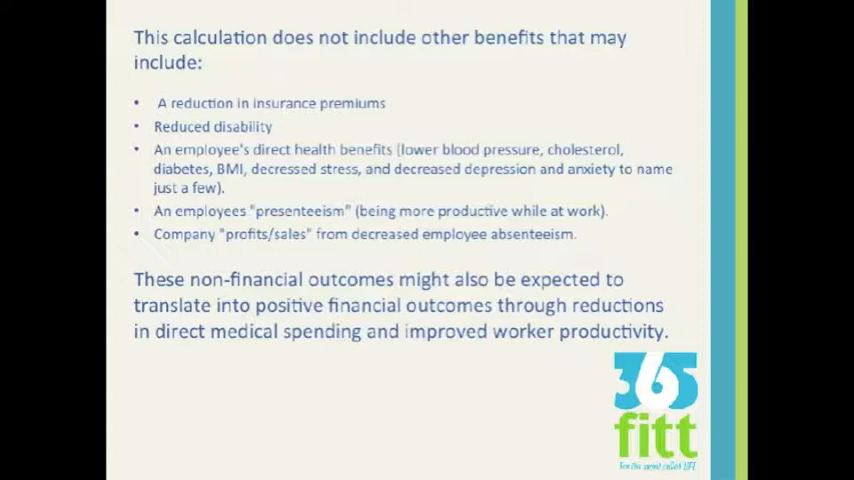 This calculation does not include other benefits that may
include:
• A reduction in insurance premiums
• Reduced disability
• An employee's direct health benefits (lower blood pressure, cholesterol,
diabetes, BMI, decressed stress, and decreased depression and anxiety to name
just a few).
• An employees "presenteeism" (being more productive while at work).
• Company "profits/sales" from decreased employee absenteeism.
These non-financial outcomes might also be expected to
translate into positive financial outcomes through reductions
in direct medical spending and improved worker productivity.
365
fitt